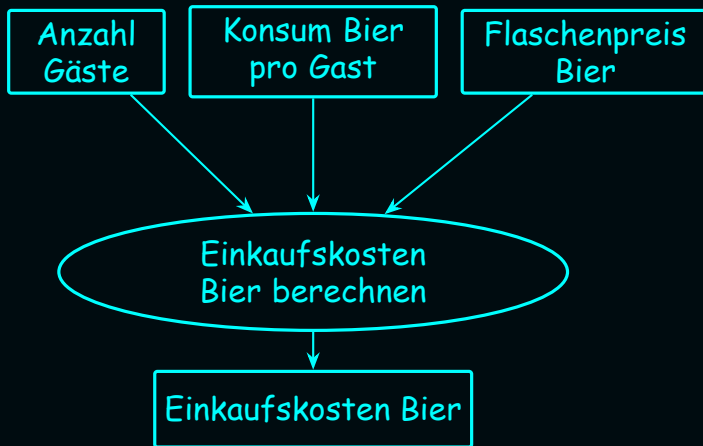 Anzahl
Gäste
Konsum Bier
pro Gast
Flaschenpreis
Bier
Einkaufskosten
Bier berechnen
Einkaufskosten Bier